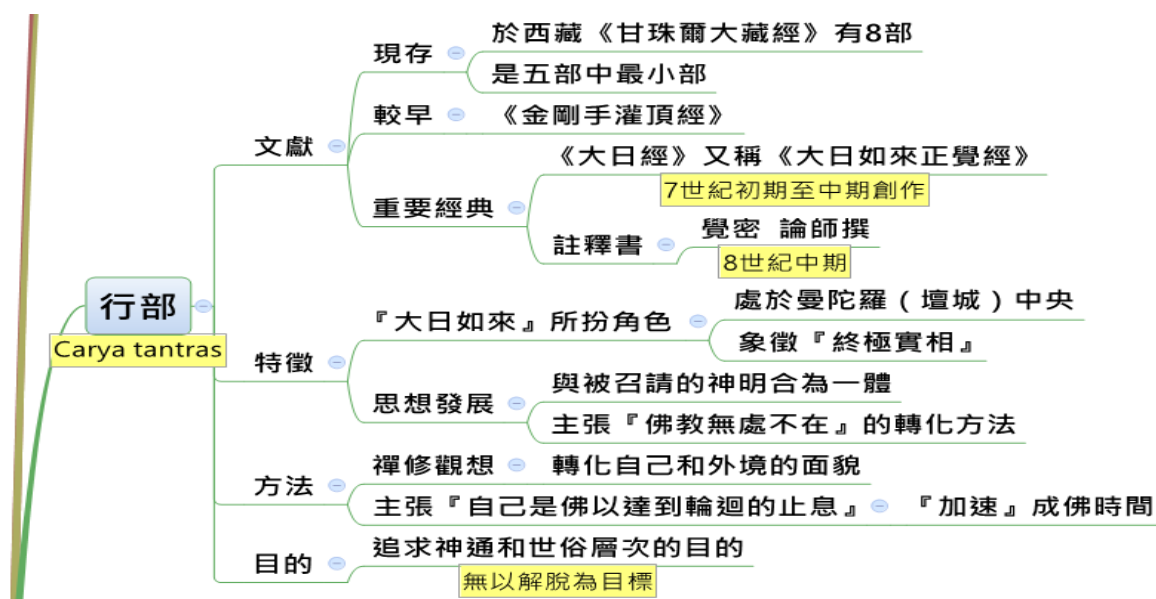 行部
Carya tantras
文獻
現存
於西藏《甘珠爾大藏經》有8部
是五部中最小部
較早
《金剛手灌頂經》
重要經典
《大日經》又稱《大日如來正覺經》
7世紀初期至中期創作
註釋書
覺密 論師撰
8世紀中期
特徵
『大日如來』所扮角色
處於曼陀羅（壇城）中央
象徵『終極實相』
思想發展
與被召請的神明合為一體
主張『佛教無處不在』的轉化方法
方法
禪修觀想
轉化自己和外境的面貌
主張『自己是佛以達到輪迴的止息』
『加速』成佛時間
目的
追求神通和世俗層次的目的
無以解脫為目標